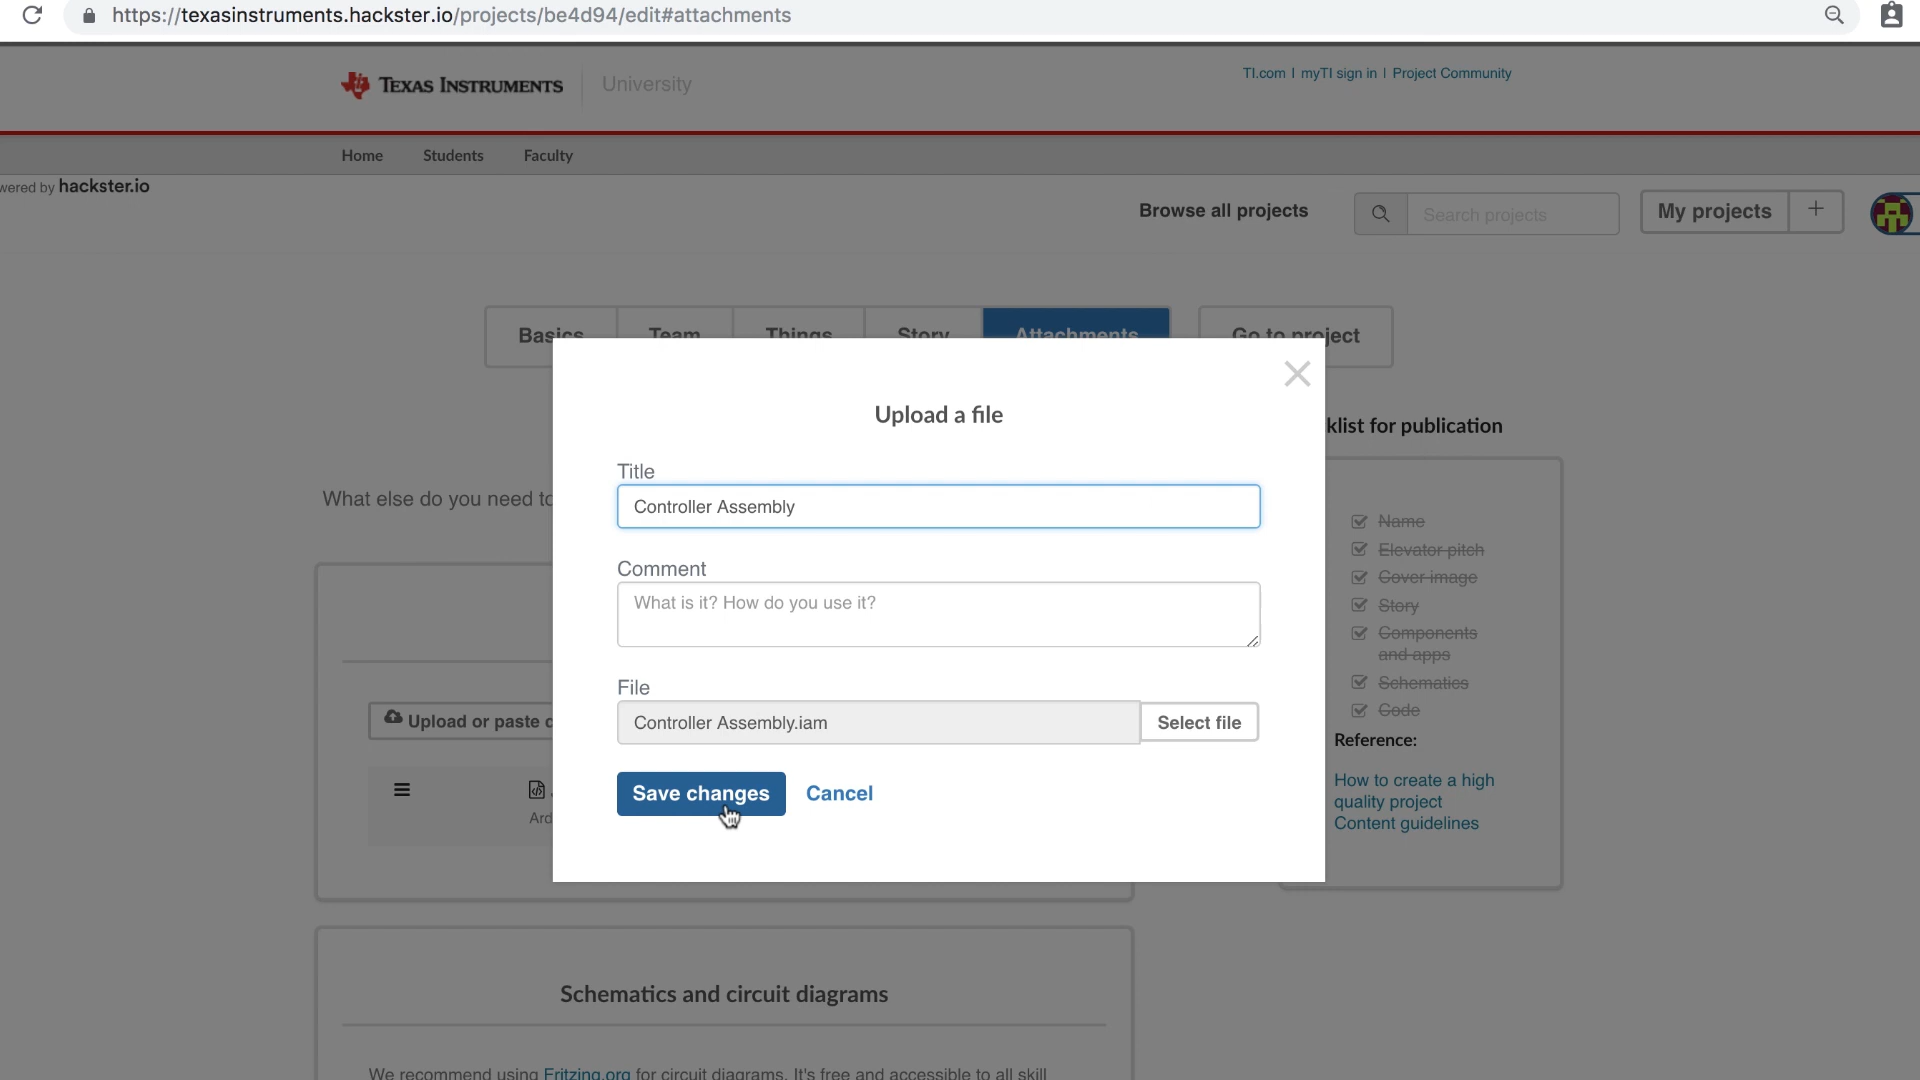 https://texasinstruments.hackster.io/projects/be4d94/edit#attachments
TEXAS INSTRUMENTS University
TI.com | myTI sign in | Project Community
Home Students Faculty
wered by hackster.io
Browse all projects
Search projects
My projects +
Basics Team Things Story Attachments Go to project
Upload a file
klist for publication
Title
Controller Assembly
What else do you need to
Comment
What is it? How do you use it?
Name
Elevator pitch
Cover image
Story
Components
and apps
Schematics
Code
File
Controller Assembly.iam
Select file
Upload or paste c
Reference:
How to create a high
quality project
Content guidelines
Save changes Cancel
Ard
Schematics and circuit diagrams
We recommend using Fritzing.org for circuit diagrams. It's free and accessible to all skill